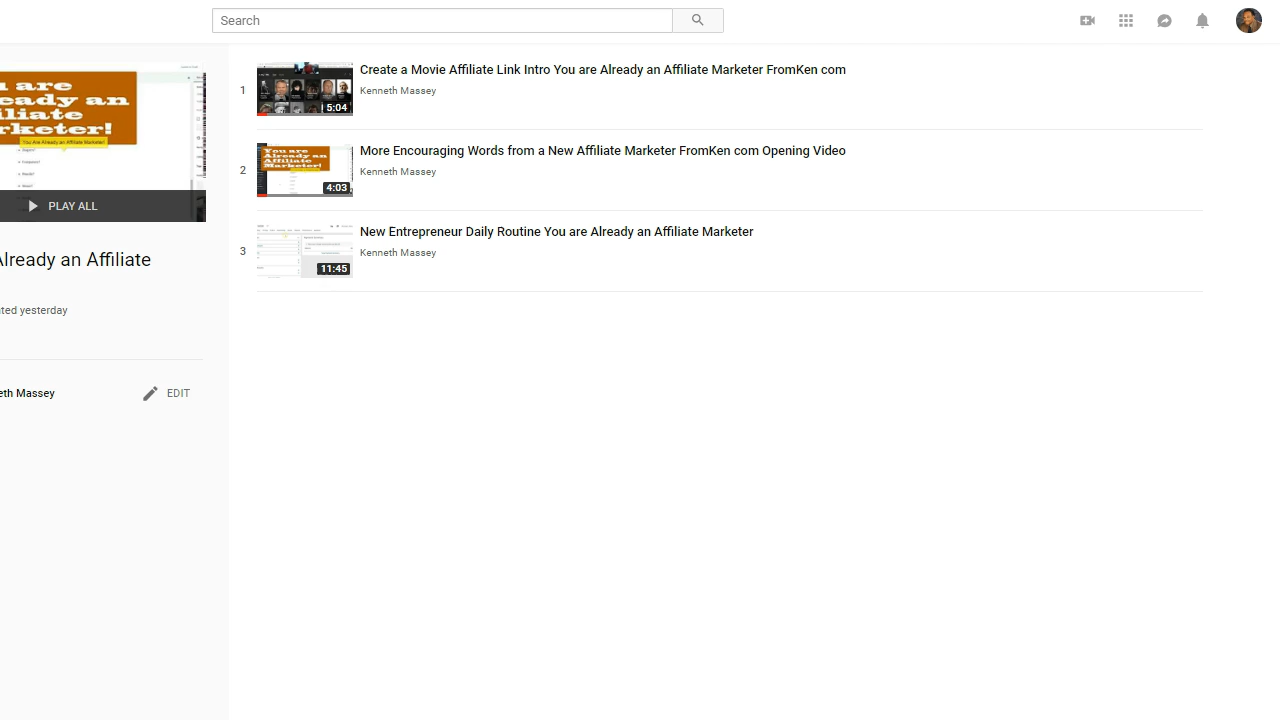 Search
u are
eady an
iliate
rketer!
You Are Already an Affiliate Marketer!
PLAY ALL
Already an Affiliate
ted yesterday
eth Massey
EDIT
1
5:04
Create a Movie Affiliate Link Intro You are Already an Affiliate Marketer FromKen com
Kenneth Massey
2
You are
Already an
Affiliate
Marketer!
4:03
More Encouraging Words from a New Affiliate Marketer FromKen com Opening Video
Kenneth Massey
3
11:45
New Entrepreneur Daily Routine You are Already an Affiliate Marketer
Kenneth Massey